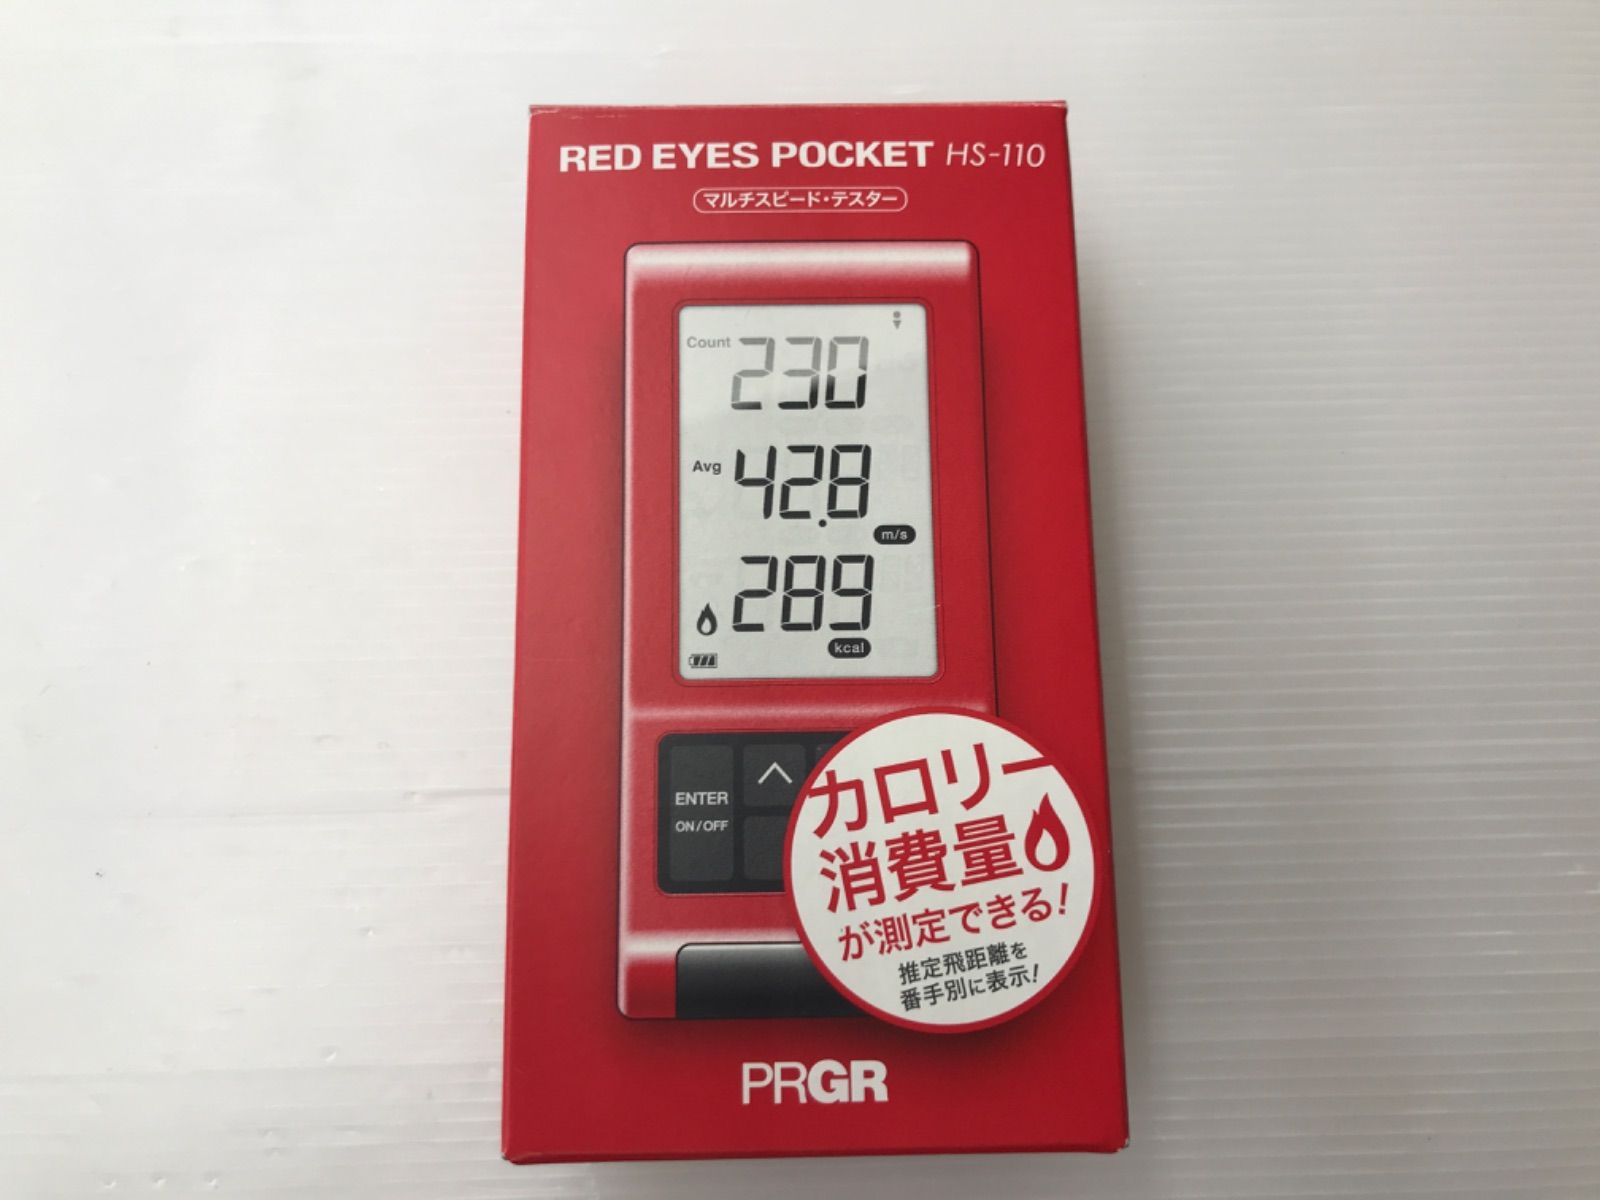 RED EYES POCKET HS-110
マルチスピード・テスター
Count 230
Avg 42.8
m/s
289
kcal
ENTER
ON/OFF
カロリー
消費量
が測定できる!
推定飛距離を
番手別に表示!
PRGR